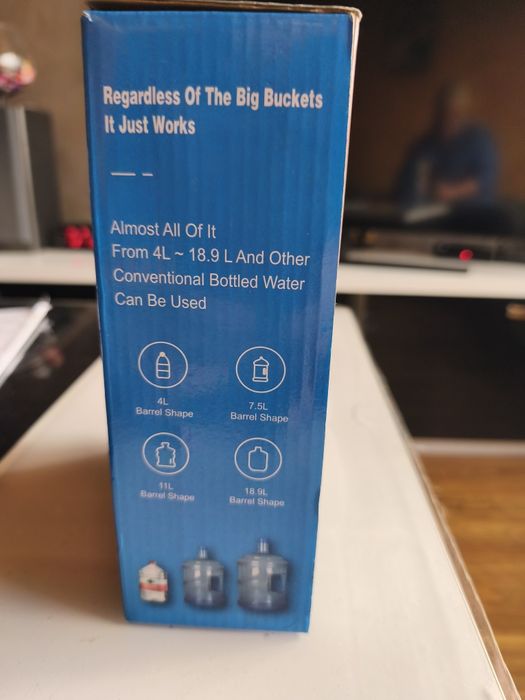 Regardless Of The Big Buckets
It Just Works
Almost All Of It
From 4L ~ 18.9 L And Other
Conventional Bottled Water
Can Be Used
4L
Barrel Shape
7.5L
Barrel Shape
11L
Barrel Shape
18.9L
Barrel Shape